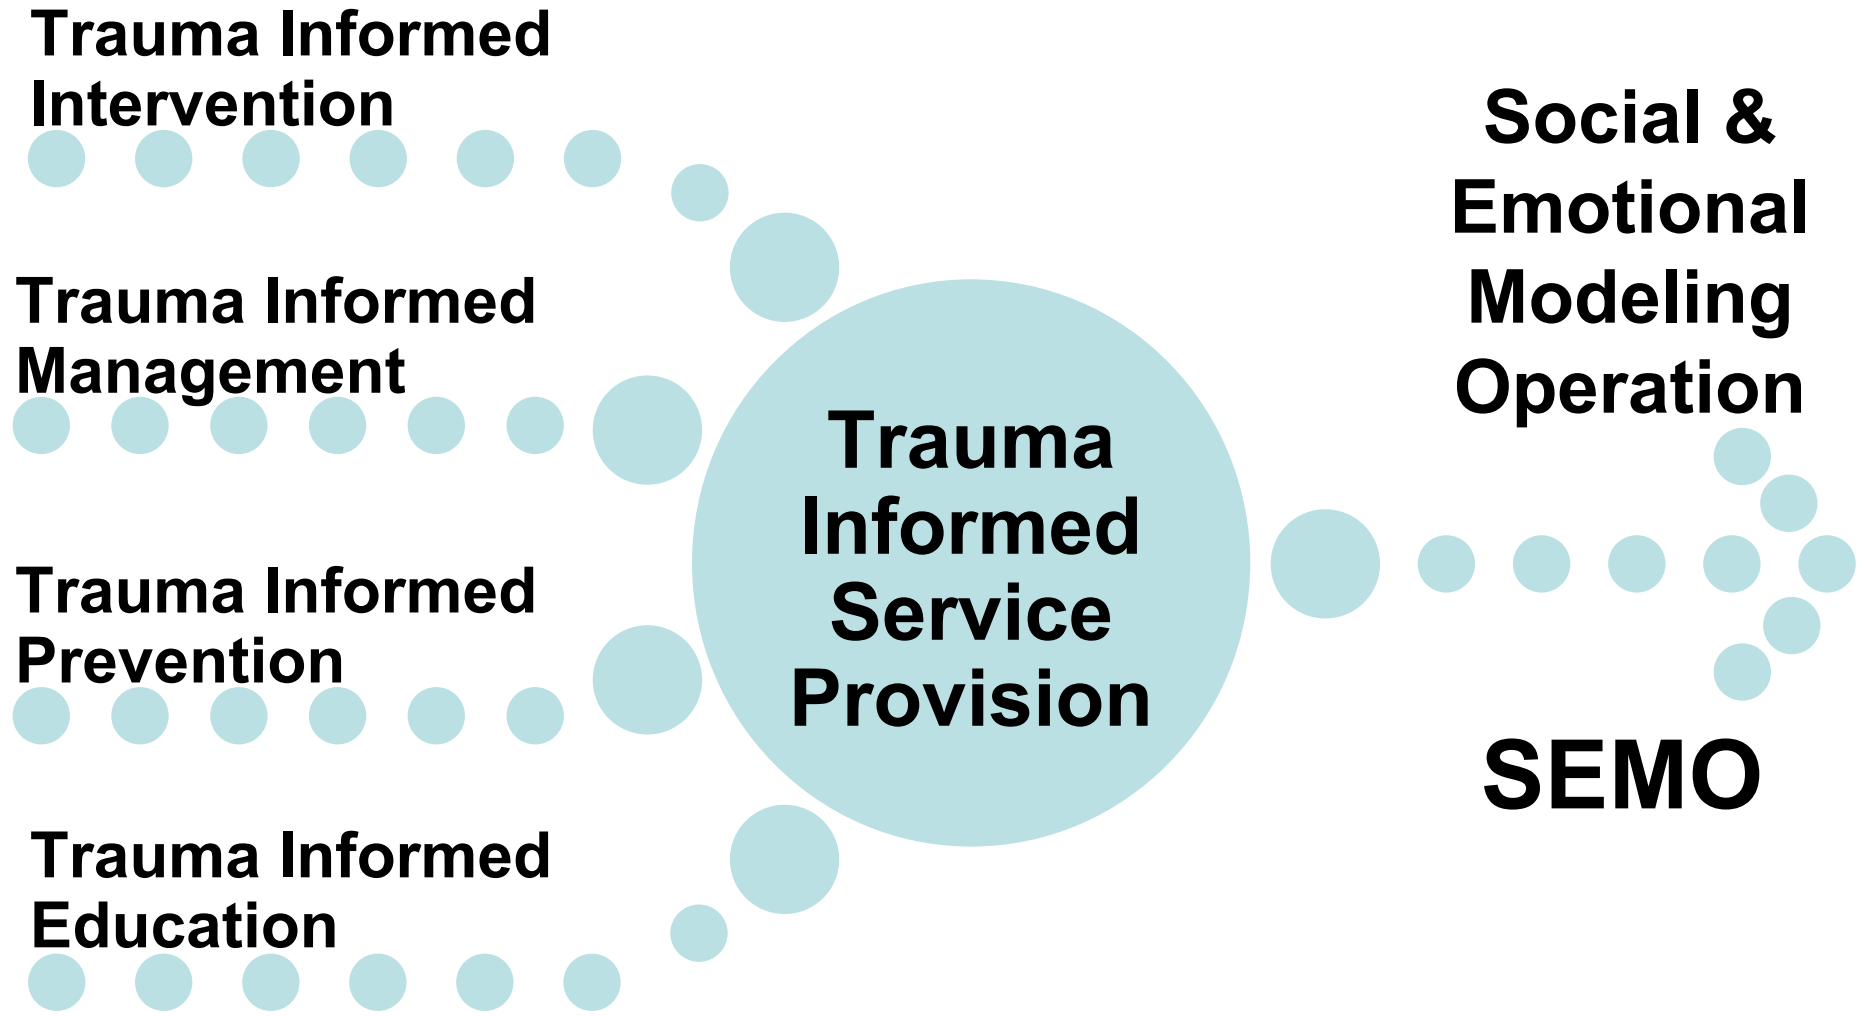 Trauma Informed
Intervention
Trauma Informed
Management
Trauma Informed
Prevention
Trauma Informed
Education
Trauma
Informed
Service
Provision
Social &
Emotional
Modeling
Operation
SEMO